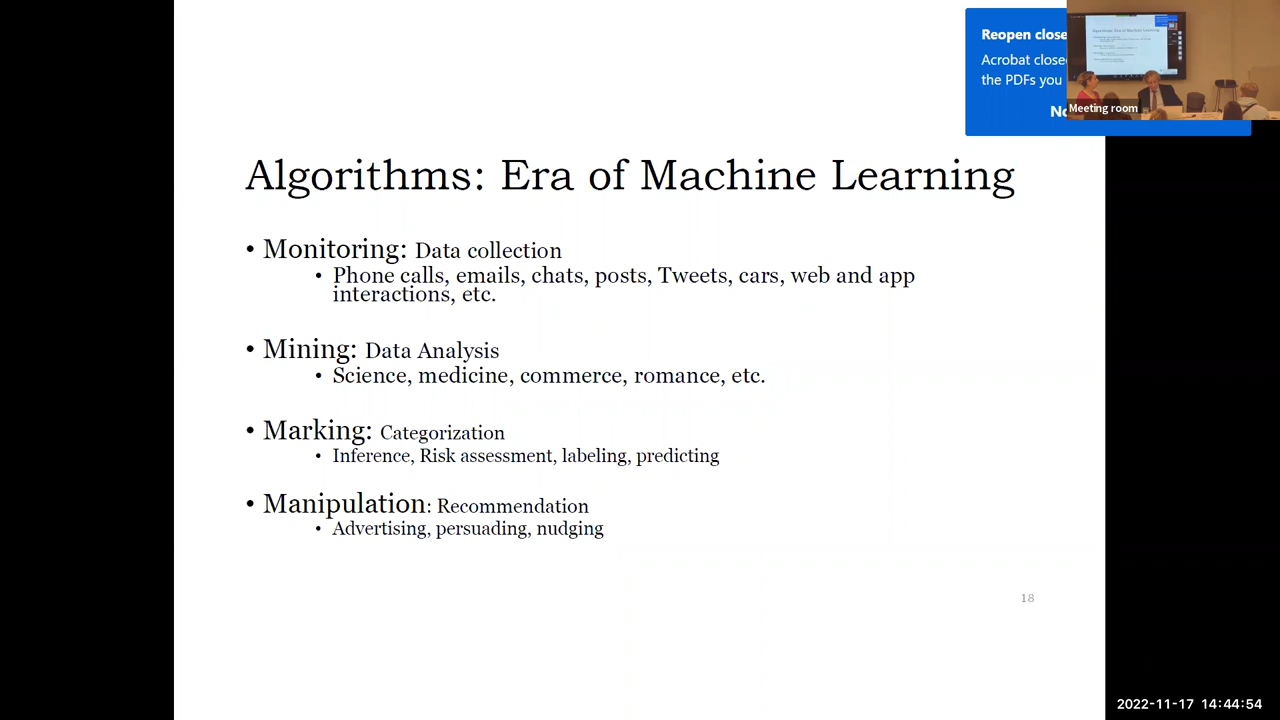 Reopen close
Acrobat close
the PDFs you
Meeting room
Algorithms: Era of Machine Learning
• Monitoring: Data collection
• Phone calls, emails, chats, posts, Tweets, cars, web and app
interactions, etc.
• Mining: Data Analysis
• Science, medicine, commerce, romance, etc.
• Marking: Categorization
• Inference, Risk assessment, labeling, predicting
• Manipulation: Recommendation
• Advertising, persuading, nudging
18
2022-11-17 14:44:54